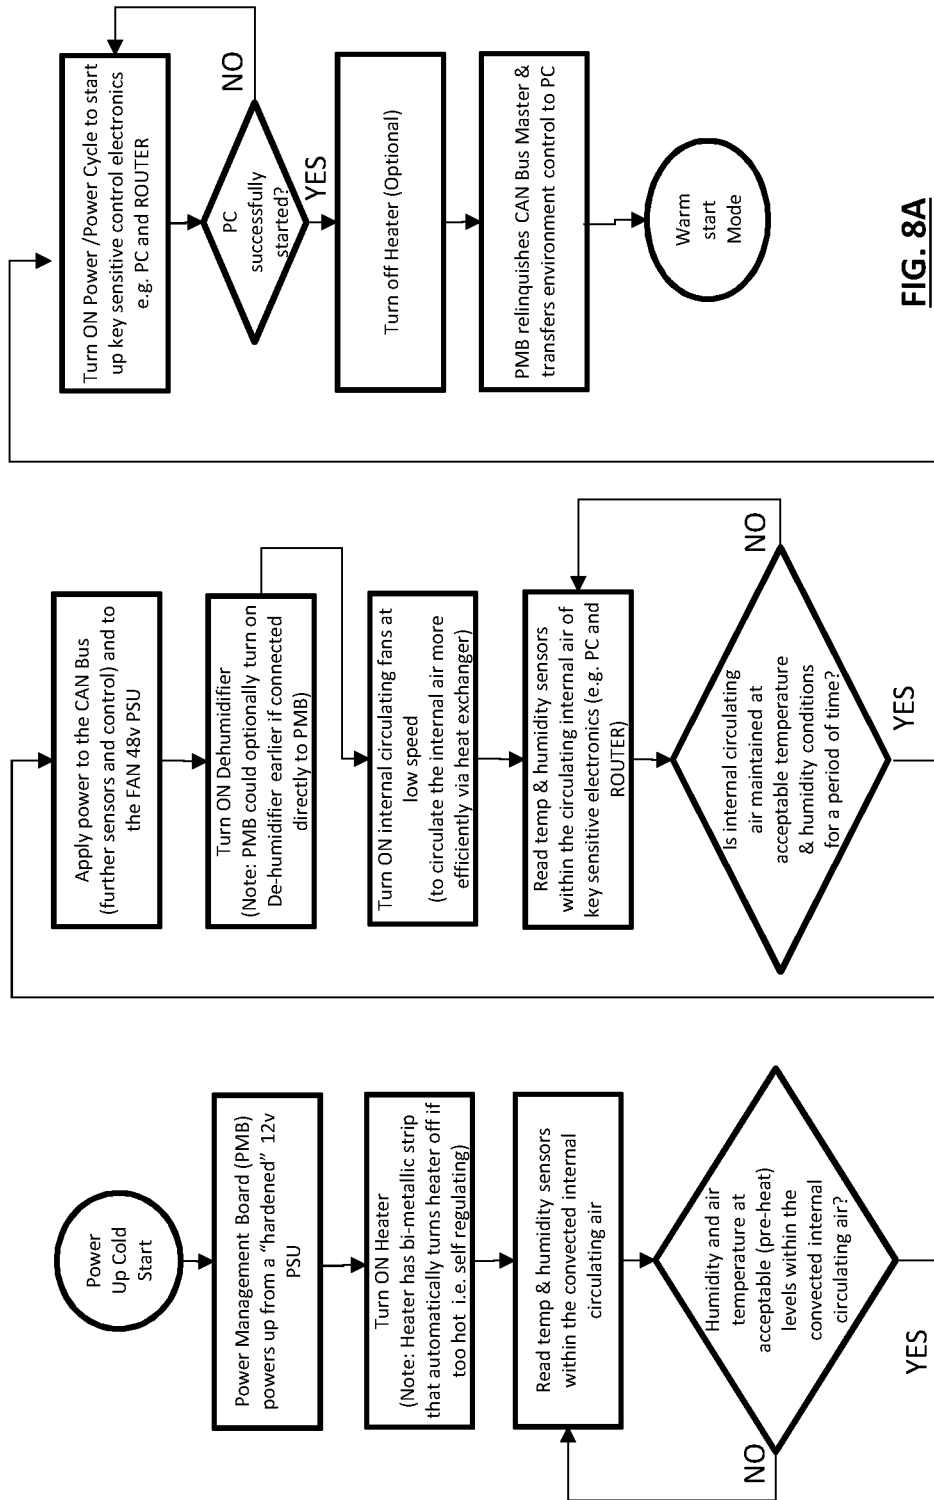 Power
Up Cold
Start
Power Management Board (PMB)
powers up from a “hardened” 12v
PSU
Turn ON Heater
(Note: Heater has bi-metallic strip
that automatically turns heater off if
too hot i.e. self regulating)
Read temp & humidity sensors
within the convected internal
circulating air
Humidity and air
temperature at
acceptable (pre-heat)
levels within the
convected internal
circulating air?
NO
YES
Apply power to the CAN Bus
(further sensors and control) and to
the FAN 48v PSU
Turn ON Dehumidifier
(Note: PMB could optionally turn on
De-humidifier earlier if connected
directly to PMB)
Turn ON internal circulating fans at
low speed
(to circulate the internal air more
efficiently via heat exchanger)
Read temp & humidity sensors
within the circulating internal air of
key sensitive electronics (e.g. PC and
ROUTER)
Is internal circulating
air maintained at
acceptable temperature
& humidity conditions
for a period of time?
NO
YES
Turn ON Power /Power Cycle to start
up key sensitive control electronics
e.g. PC and ROUTER
PC
successfully
started?
NO
YES
Turn off Heater (Optional)
PMB relinquishes CAN Bus Master &
transfers environment control to PC
Warm
start
Mode
FIG. 8A